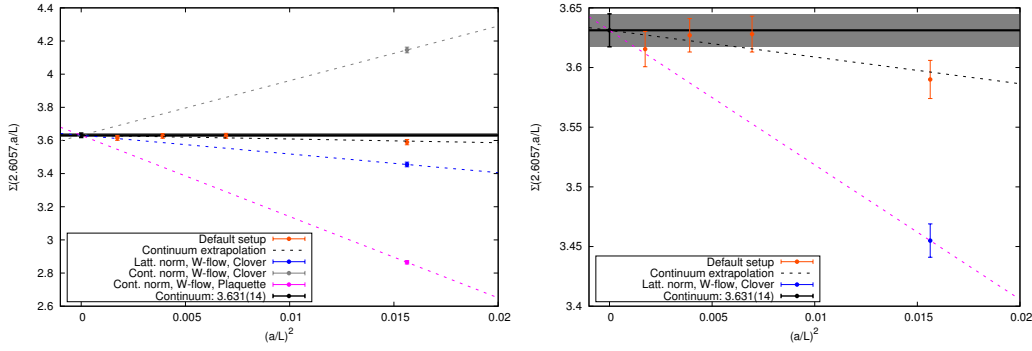 4.4
4.2
4
3.8
3.6
3.4
3.2
3
2.8
2.6
Σ(2.6057,a/L)
0
0.005
0.01
0.015
0.02
(a/L)^2
Default setup
Continuum extrapolation
Latt. norm, W-flow, Clover
Cont. norm, W-flow, Clover
Cont. norm, W-flow, Plaquette
Continuum: 3.631(14)
3.65
3.6
3.55
3.5
3.45
3.4
Σ(2.6057,a/L)
0
0.005
0.01
0.015
0.02
(a/L)^2
Default setup
Continuum extrapolation
Latt. norm, W-flow, Clover
Continuum: 3.631(14)